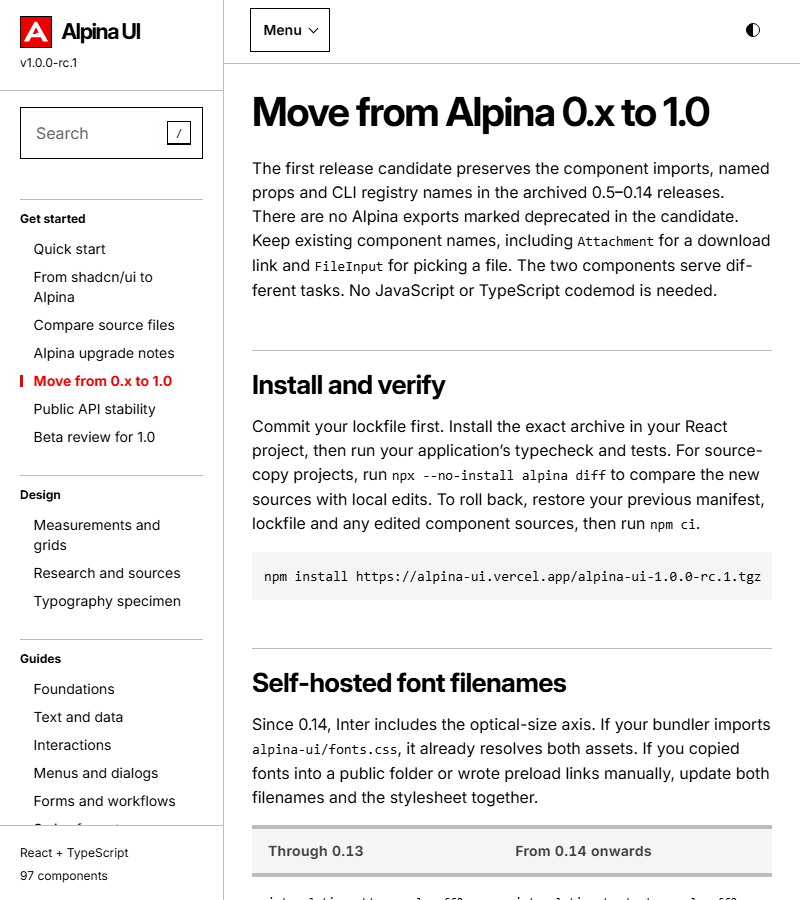 Alpina UI
v1.0.0-rc.1
Search
/
Get started
Quick start
From shadcn/ui to
Alpina
Compare source files
Alpina upgrade notes
Move from 0.x to 1.0
Public API stability
Beta review for 1.0
Design
Measurements and
grids
Research and sources
Typography specimen
Guides
Foundations
Text and data
Interactions
Menus and dialogs
Forms and workflows
React + TypeScript
97 components
Menu
Move from Alpina 0.x to 1.0
The first release candidate preserves the component imports, named
props and CLI registry names in the archived 0.5–0.14 releases.
There are no Alpina exports marked deprecated in the candidate.
Keep existing component names, including Attachment for a download
link and FileInput for picking a file. The two components serve dif-
ferent tasks. No JavaScript or TypeScript codemod is needed.
Install and verify
Commit your lockfile first. Install the exact archive in your React
project, then run your application’s typecheck and tests. For source-
copy projects, run npx --no-install alpina diff to compare the new
sources with local edits. To roll back, restore your previous manifest,
lockfile and any edited component sources, then run npm ci.
npm install https://alpina-ui.vercel.app/alpina-ui-1.0.0-rc.1.tgz
Self-hosted font filenames
Since 0.14, Inter includes the optical-size axis. If your bundler imports
alpina-ui/fonts.css, it already resolves both assets. If you copied
fonts into a public folder or wrote preload links manually, update both
filenames and the stylesheet together.
Through 0.13
From 0.14 onwards